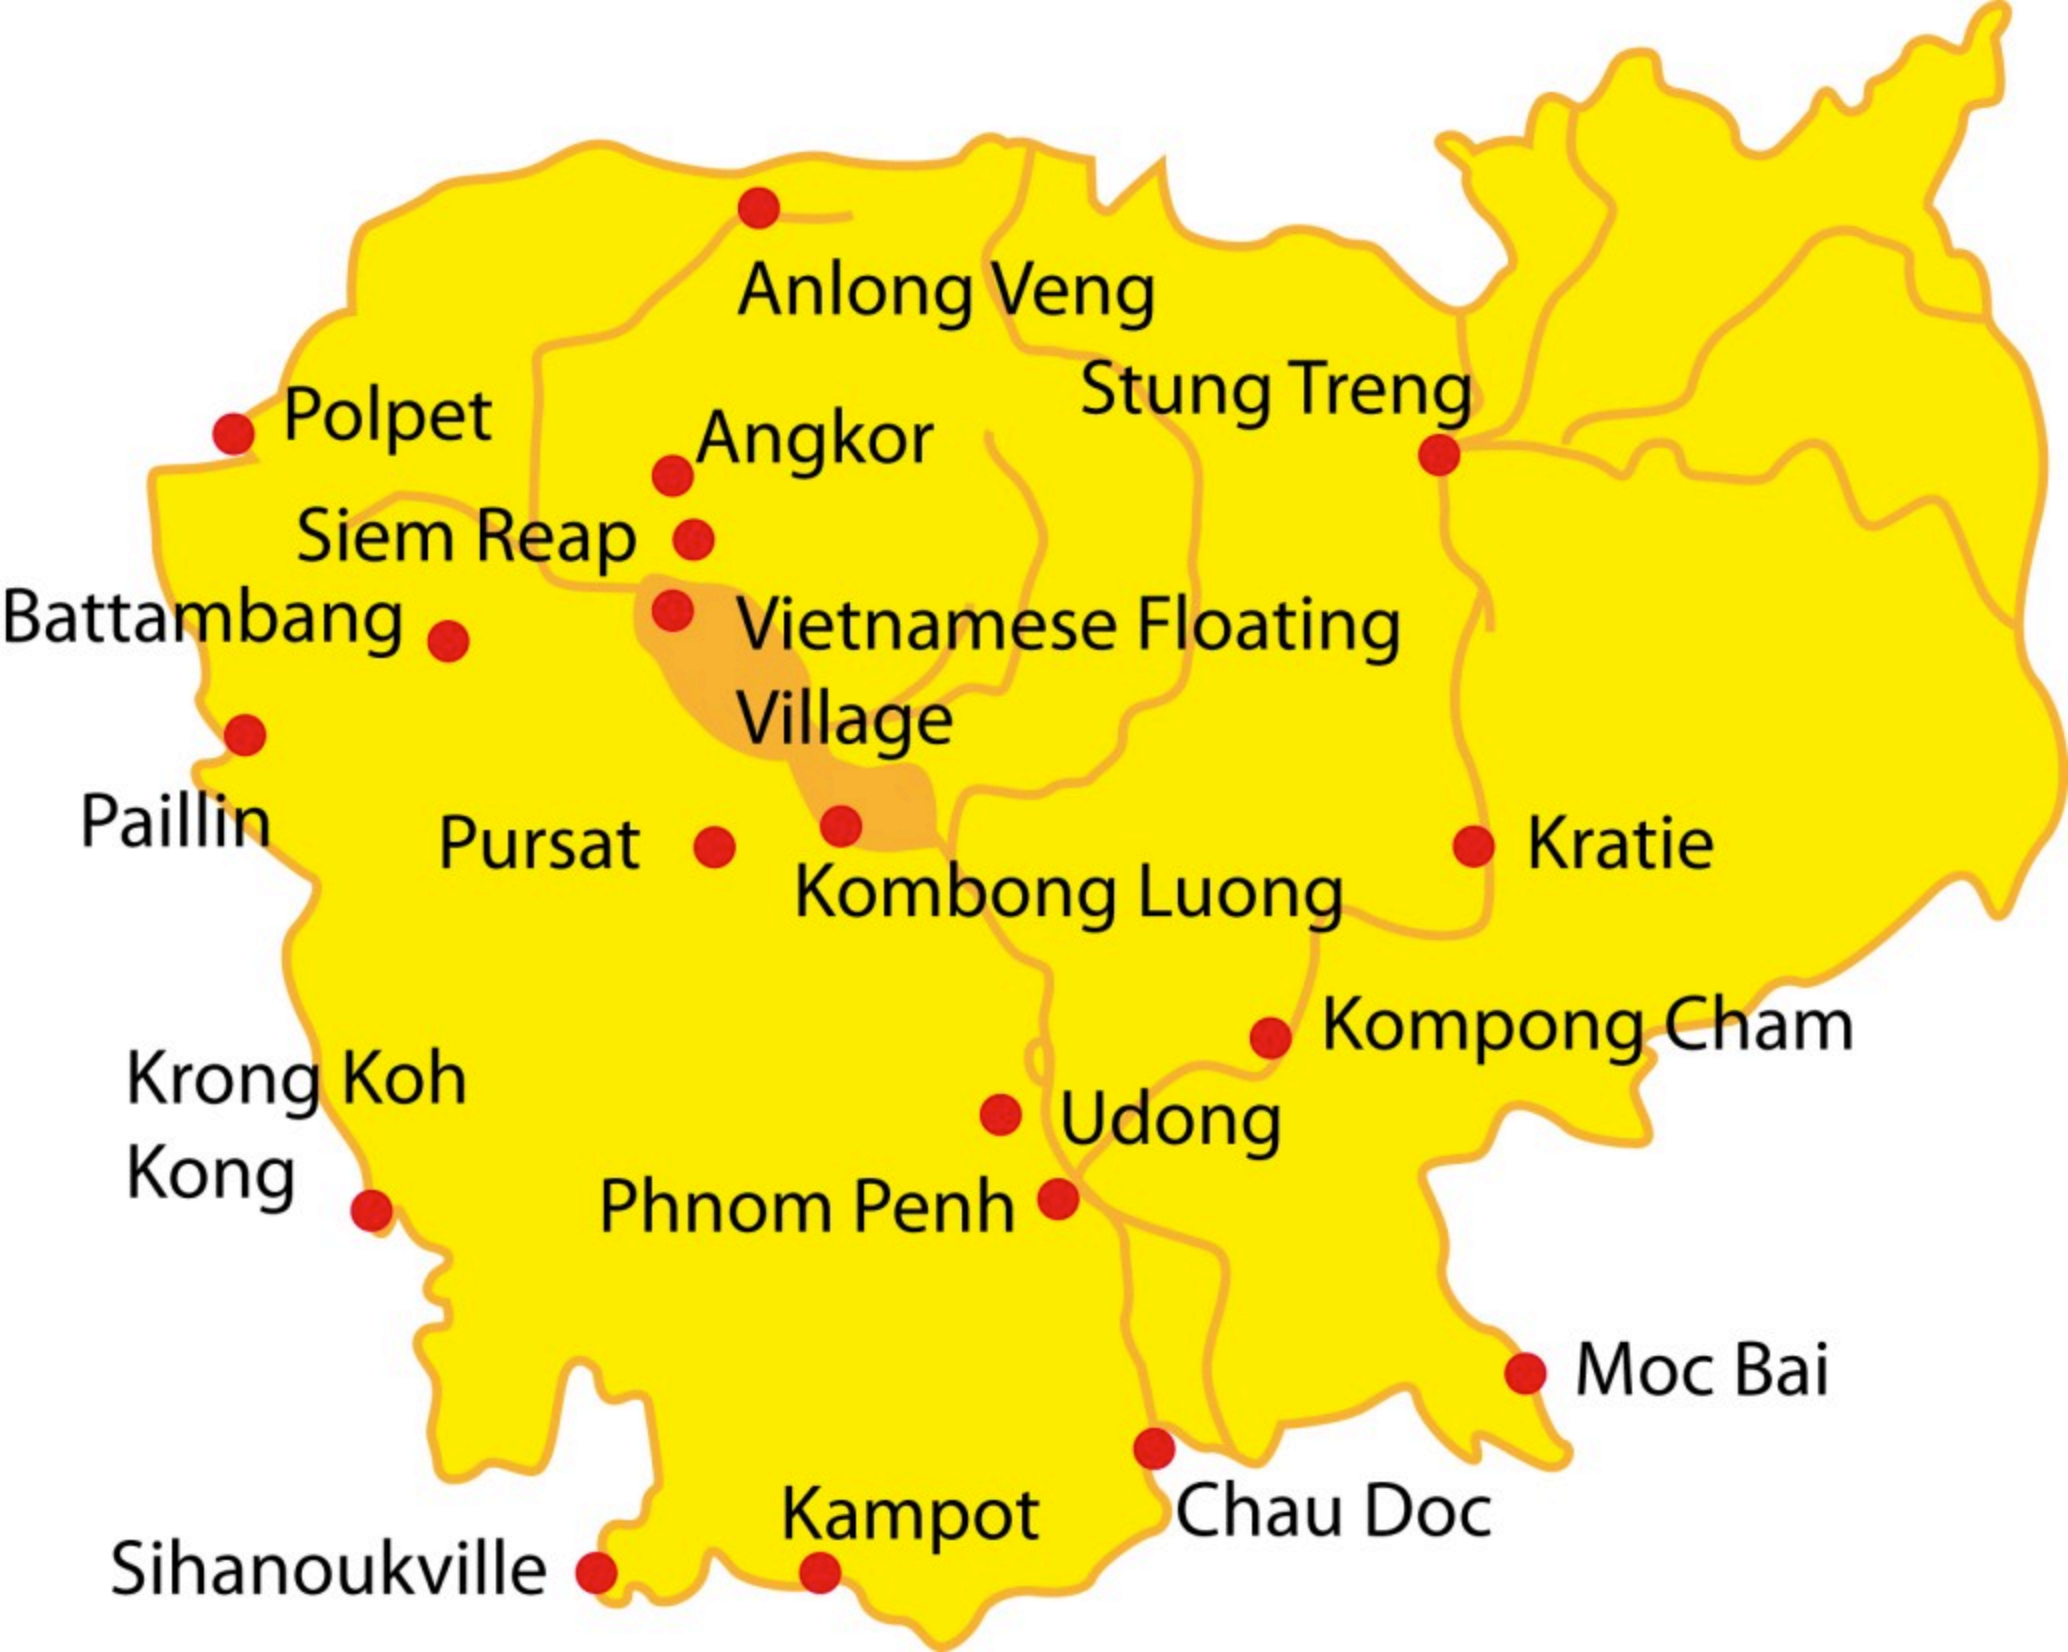 Anlong Veng
Stung Treng
Polpet
Angkor
Siem Reap
Battambang
Vietnamese Floating
Village
Paillin
Pursat
Kratie
Kombong Luong
Kompong Cham
Krong Koh
Kong
Udong
Phnom Penh
Moc Bai
Chau Doc
Kampot
Sihanoukville